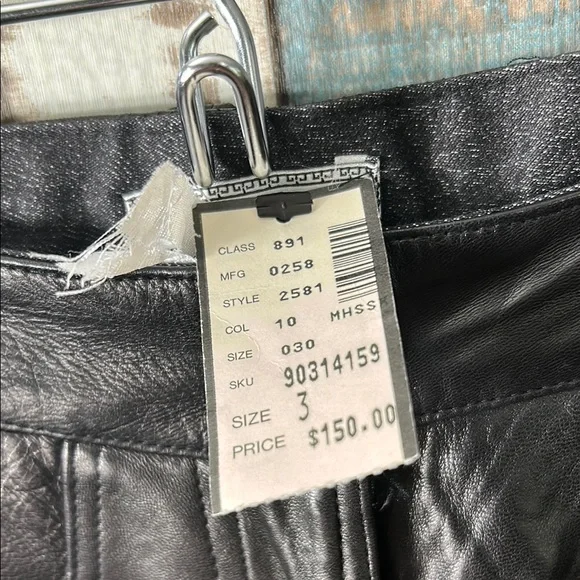 CLASS 891
MFG 0258
STYLE 2581
COL 10 MHSS
SIZE 030
SKU 90314159
SIZE 3
PRICE $150.00